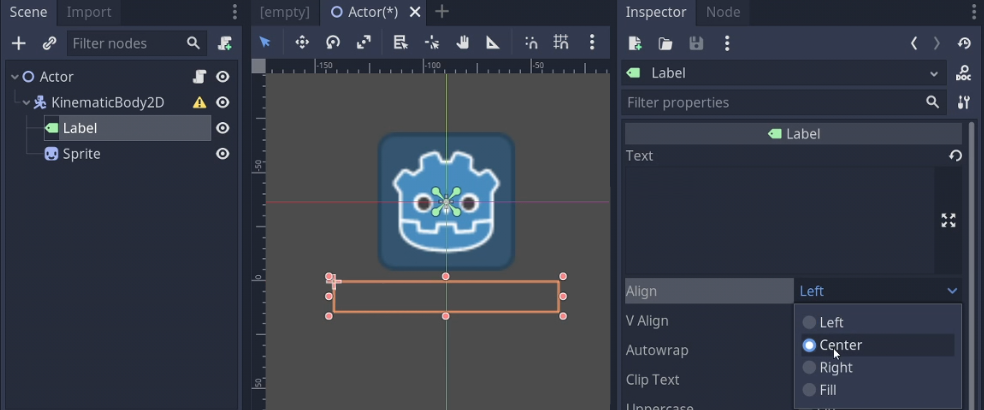 Scene Import
Filter nodes
Actor
KinematicBody2D
Label
Sprite
[empty] Actor(*)
-150 -100 -50
-50
0
50
Inspector Node
Label
DOC
Filter properties
Label
Text
Align Left
V Align
Autowrap
Clip Text
Uppercase
Left
Center
Right
Fill